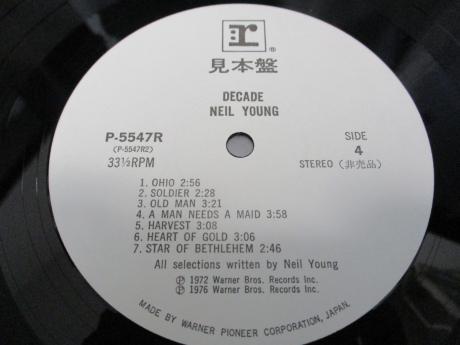 r®
見本盤
DECADE
NEIL YOUNG
P-5547R
(P-5547R2)
33⅓RPM
SIDE
4
STEREO (非売品)
1. OHIO 2:56
2. SOLDIER 2:28
3. OLD MAN 3:21
4. A MAN NEEDS A MAID 3:58
5. HARVEST 3:08
6. HEART OF GOLD 3:06
7. STAR OF BETHLEHEM 2:46
All selections written by Neil Young
Ⓟ 1972 Warner Bros. Records Inc.
Ⓟ 1976 Warner Bros. Records Inc.
MADE BY WARNER PIONEER CORPORATION, JAPAN.